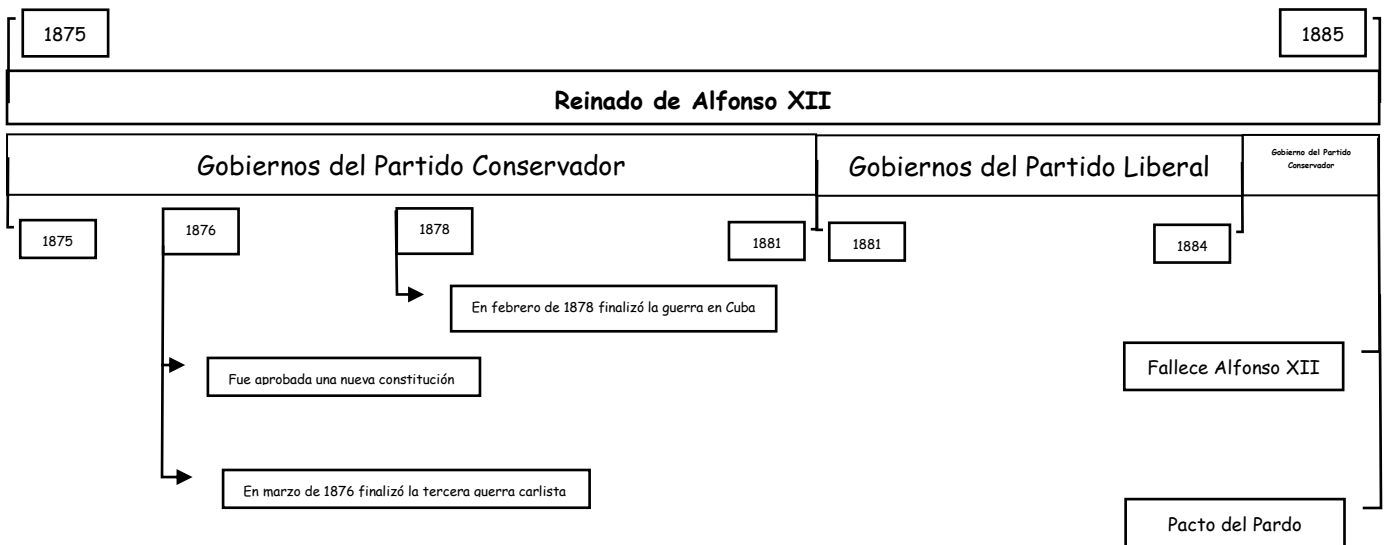 1875
1885
Reinado de Alfonso XII
Gobiernos del Partido Conservador
Gobiernos del Partido Liberal
Gobierno del Partido
Conservador
1875
1876
1878
1881
1881
1884
En febrero de 1878 finalizó la guerra en Cuba
Fue aprobada una nueva constitución
Fallece Alfonso XII
En marzo de 1876 finalizó la tercera guerra carlista
Pacto del Pardo